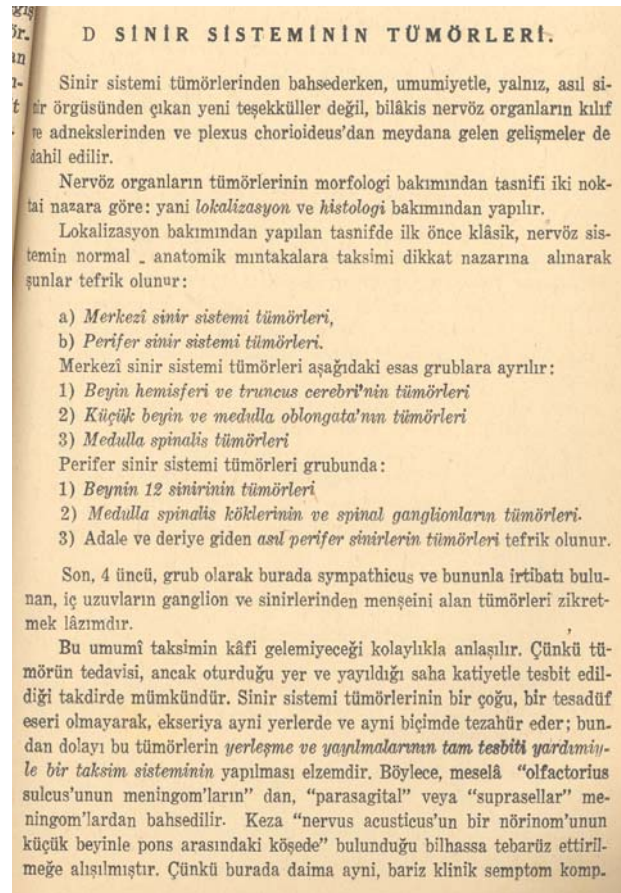 D SİNİR SİSTEMİNİN TÜMÖRLERİ.
Sinir sistemi tümörlerinden bahsederken, umumiyetle, yalnız, asıl si-
nir örgüsünden çıkan yeni teşekküller değil, bilâkis nervöz organların kılıf
ve adnekslerinden ve plexus chorioideus'dan meydana gelen gelişmeler de
dahil edilir.
Nervöz organların tümörlerinin morfologi bakımından tasnifi iki nok-
tai nazara göre: yani lokalizasyon ve histologi bakımından yapılır.
Lokalizasyon bakımından yapılan tasnifde ilk önce klâsik, nervöz sis-
temin normal - anatomik mıntakalara taksimi dikkat nazarına alınarak
şunlar tefrik olunur:
a) Merkezî sinir sistemi tümörleri,
b) Perifer sinir sistemi tümörleri.
Merkezî sinir sistemi tümörleri aşağıdaki esas grublara ayrılır:
1) Beyin hemisferi ve truncus cerebri'nin tümörleri
2) Küçük beyin ve medulla oblongata'nın tümörleri
3) Medulla spinalis tümörleri
Perifer sinir sistemi tümörleri grubunda:
1) Beynin 12 sinirinin tümörleri
2) Medulla spinalis köklerinin ve spinal ganglionların tümörleri.
3) Adale ve deriye giden asıl perifer sinirlerin tümörleri tefrik olunur.
Son, 4 üncü, grub olarak burada sympathicus ve bununla irtibatı bulu-
nan, iç uzuvların ganglion ve sinirlerinden menşeini alan tümörleri zikret-
mek lâzımdır.
Bu umumî taksimin kâfi gelemiyeceği kolaylıkla anlaşılır. Çünkü tü-
mörün tedavisi, ancak oturduğu yer ve yayıldığı saha katiyetle tesbit edil-
diği takdirde mümkündür. Sinir sistemi tümörlerinin bir çoğu, bir tesadüf
eseri olmayarak, ekseriya ayni yerlerde ve ayni biçimde tezahür eder; bun-
dan dolayı bu tümörlerin yerleşme ve yayılmalarının tam tesbiti yardımiy-
le bir taksim sisteminin yapılması elzemdir. Böylece, meselâ "olfactorius
sulcus'unun meningom'ların" dan, "parasagital" veya "suprasellar" me-
ningom'lardan bahsedilir. Keza "nervus acusticus'un bir nörinom'unun
küçük beyinle pons arasındaki köşede" bulunduğu bilhassa tebarüz ettiril-
meğe alışılmıştır. Çünkü burada daima ayni, bariz klinik semptom komp-